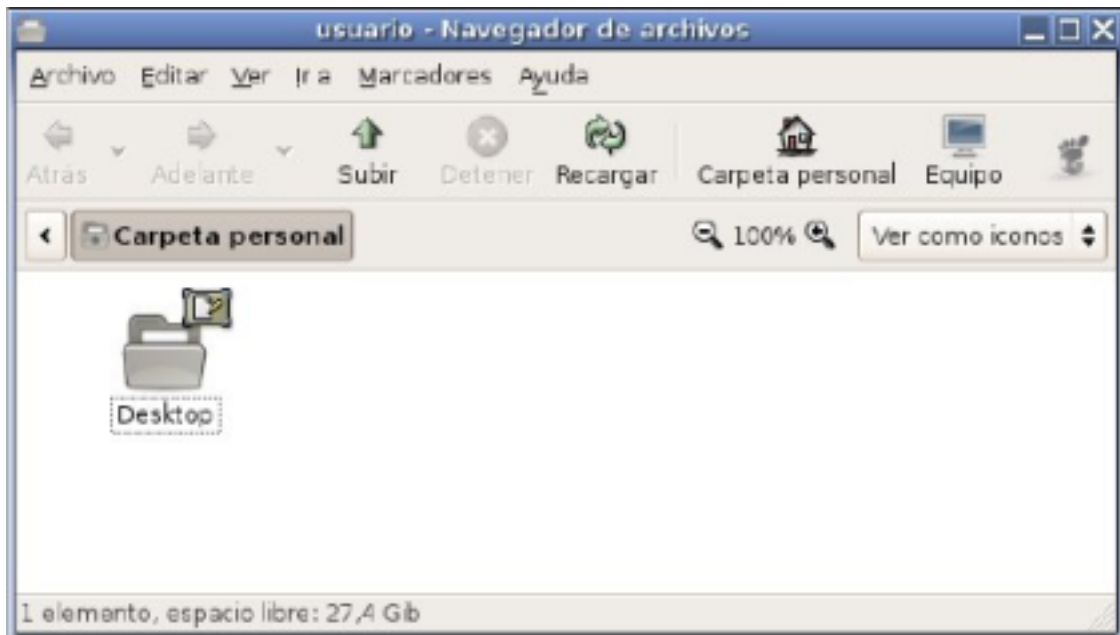 usuario - Navegador de archivos
Archivo Editar Ver Ir a Marcadores Ayuda
Atrás Adelante Subir Detener Recargar Carpeta personal Equipo
Carpeta personal 100% Ver como iconos
Desktop
1 elemento, espacio libre: 27,4 Gib